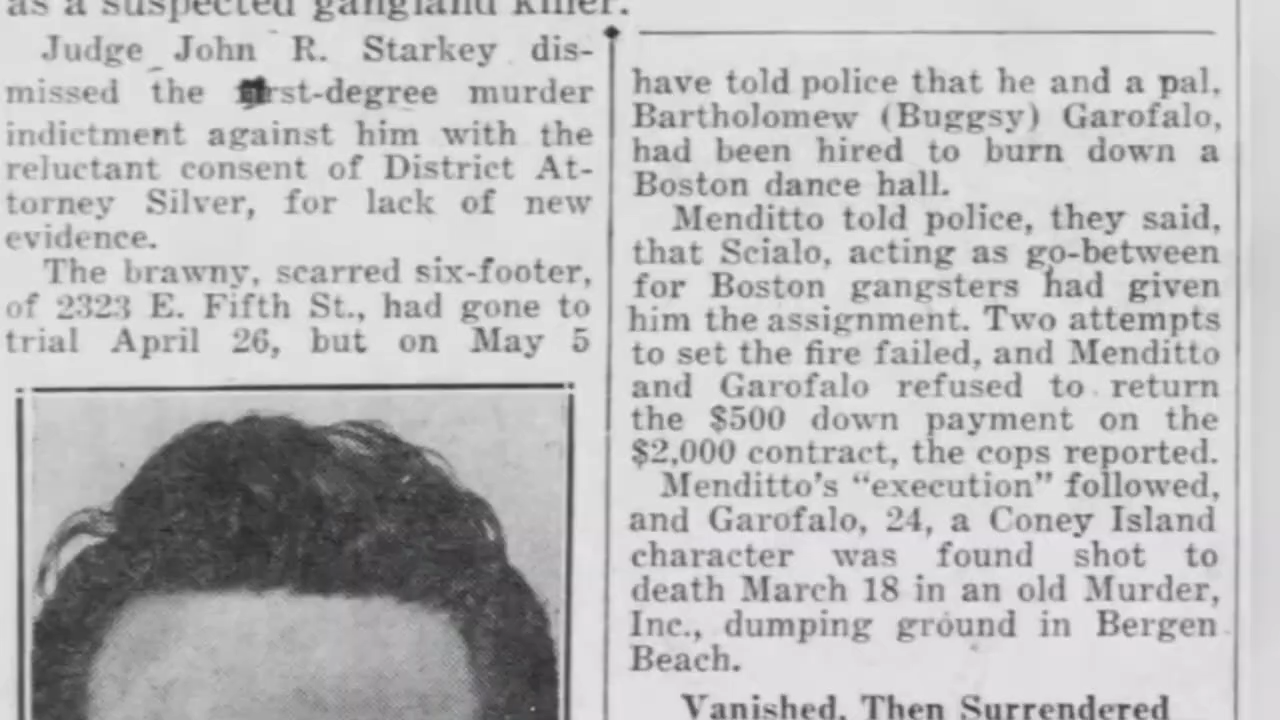 as a suspected gangland killer.
Judge John R. Starkey dis-
missed the first-degree murder
indictment against him with the
reluctant consent of District At-
torney Silver, for lack of new
evidence.
The brawny, scarred six-footer,
of 2323 E. Fifth St., had gone to
trial April 26, but on May 5
have told police that he and a pal,
Bartholomew (Buggsy) Garofalo,
had been hired to burn down a
Boston dance hall.
Menditto told police, they said,
that Scialo, acting as go-between
for Boston gangsters had given
him the assignment. Two attempts
to set the fire failed, and Menditto
and Garofalo refused to return
the $500 down payment on the
$2,000 contract, the cops reported.
Menditto's "execution" followed,
and Garofalo, 24, a Coney Island
character was found shot to
death March 18 in an old Murder,
Inc., dumping ground in Bergen
Beach.
Vanished, Then Surrendered